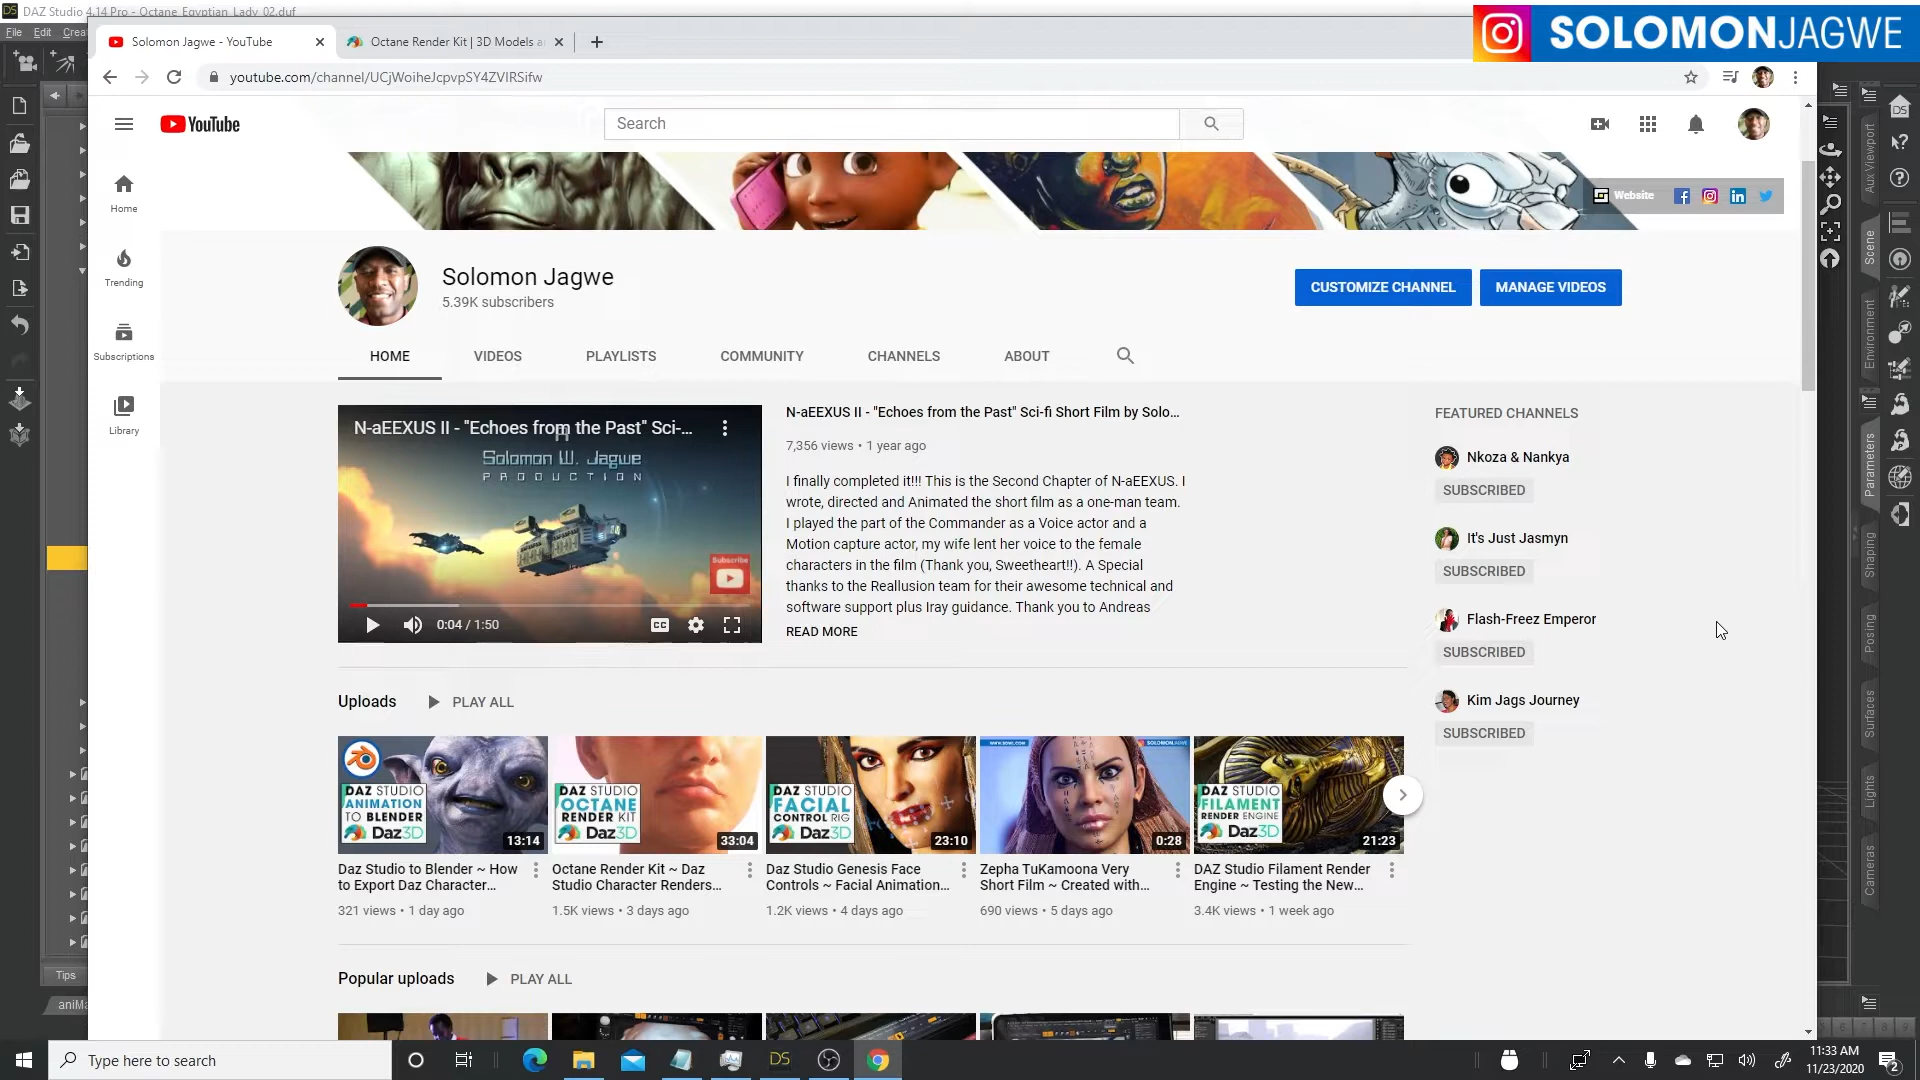 DAZ Studio 4.14 Pro - Octane_Egyptian_Lady_02.duf
File Edit Crea
Solomon Jagwe - YouTube
Octane Render Kit | 3D Models a
SOLOMONJAGWE
youtube.com/channel/UCjWoiheJcpvpSY4ZVIRSifw
YouTube
Search
Home
Trending
Subscriptions
Library
Website
Solomon Jagwe
5.39K subscribers
CUSTOMIZE CHANNEL
MANAGE VIDEOS
HOME VIDEOS PLAYLISTS COMMUNITY CHANNELS ABOUT
N-aEEXUS II - "Echoes from the Past" Sci-...
Solomon W. Jagwe
PRODUCTION
Subscribe
0:04 / 1:50
CC
N-aEEXUS II - "Echoes from the Past" Sci-fi Short Film by Solo...
7,356 views • 1 year ago
I finally completed it!!! This is the Second Chapter of N-aEEXUS. I
wrote, directed and Animated the short film as a one-man team.
I played the part of the Commander as a Voice actor and a
Motion capture actor, my wife lent her voice to the female
characters in the film (Thank you, Sweetheart!!). A Special
thanks to the Reallusion team for their awesome technical and
software support plus Iray guidance. Thank you to Andreas
READ MORE
FEATURED CHANNELS
Nkoza & Nankya
SUBSCRIBED
It's Just Jasmyn
SUBSCRIBED
Flash-Freez Emperor
SUBSCRIBED
Kim Jags Journey
SUBSCRIBED
Uploads PLAY ALL
DAZ STUDIO
ANIMATION
TO BLENDER
Daz3D
13:14
Daz Studio to Blender ~ How
to Export Daz Character...
321 views • 1 day ago
DAZ STUDIO
OCTANE
RENDER KIT
Daz3D
33:04
Octane Render Kit ~ Daz
Studio Character Renders...
1.5K views • 3 days ago
DAZ STUDIO
FACIAL
CONTROL RIG
Daz3D
23:10
Daz Studio Genesis Face
Controls ~ Facial Animation...
1.2K views • 4 days ago
SOLOMONJAGWE
0:28
Zepha TuKamoona Very
Short Film ~ Created with...
690 views • 5 days ago
DAZ STUDIO
FILAMENT
RENDER ENGINE
Daz3D
21:23
DAZ Studio Filament Render
Engine ~ Testing the New...
3.4K views • 1 week ago
Popular uploads PLAY ALL
Aux Viewport
Scene
Environment
Parameters
Shaping
Posing
Surfaces
Lights
Cameras
Tips
aniMa
Type here to search
DS
11:33 AM
11/23/2020
2